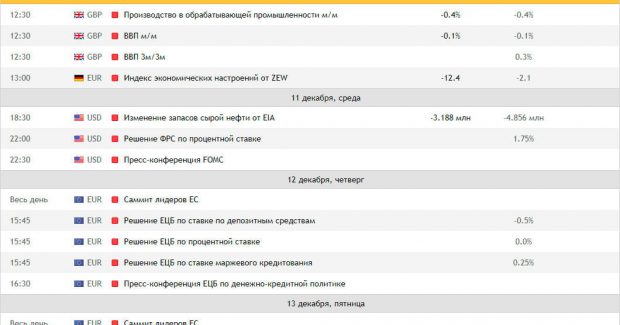 12:30 GBP Производство в обрабатывающей промышленности м/м -0.4% -0.4%
12:30 GBP ВВП м/м -0.1% -0.1%
12:30 GBP ВВП 3м/3м 0.3%
13:00 EUR Индекс экономических настроений от ZEW -12.4 -2.1
11 декабря, среда
18:30 USD Изменение запасов сырой нефти от EIA -3.188 млн -4.856 млн
22:00 USD Решение ФРС по процентной ставке 1.75%
22:30 USD Пресс-конференция FOMC
12 декабря, четверг
Весь день EUR Саммит лидеров ЕС
15:45 EUR Решение ЕЦБ по ставке по депозитным средствам -0.5%
15:45 EUR Решение ЕЦБ по процентной ставке 0.0%
15:45 EUR Решение ЕЦБ по ставке маржевого кредитования 0.25%
16:30 EUR Пресс-конференция ЕЦБ по денежно-кредитной политике
13 декабря, пятница
Весь день EUR Саммит лидеров ЕС